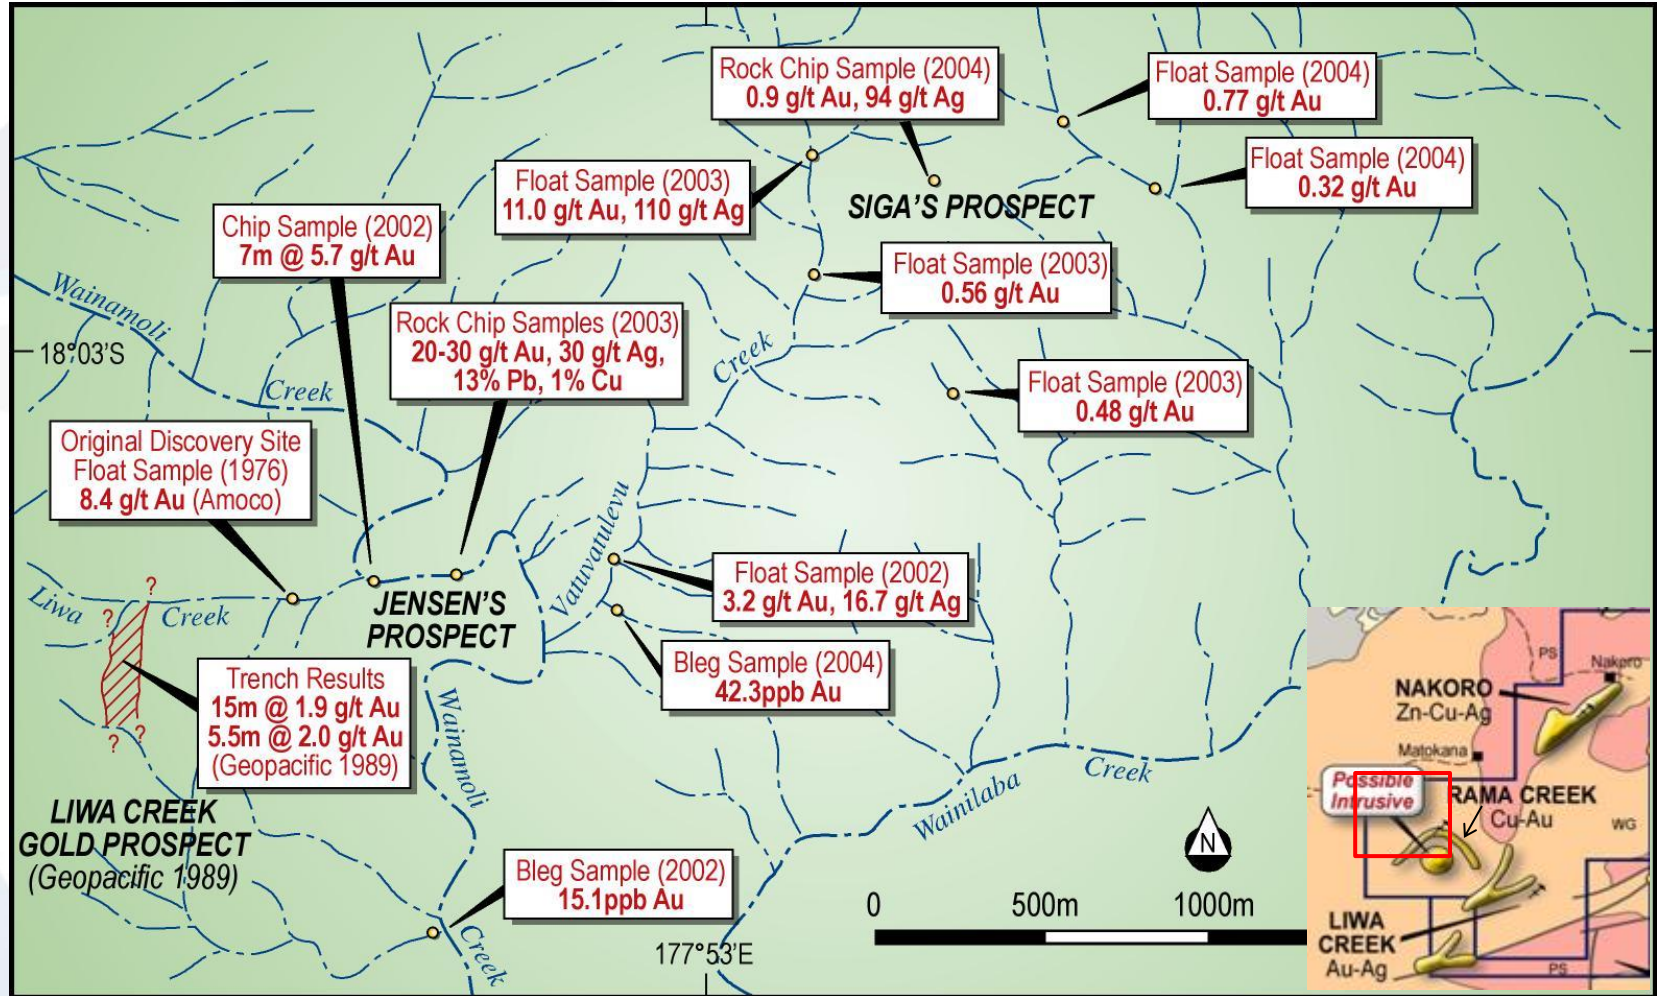 Rock Chip Sample (2004)
0.9 g/t Au, 94 g/t Ag
Float Sample (2004)
0.77 g/t Au
Float Sample (2004)
0.32 g/t Au
Float Sample (2003)
11.0 g/t Au, 110 g/t Ag
SIGA'S PROSPECT
Chip Sample (2002)
7m @ 5.7 g/t Au
Float Sample (2003)
0.56 g/t Au
Wainamoli
Creek
Rock Chip Samples (2003)
20-30 g/t Au, 30 g/t Ag,
13% Pb, 1% Cu
18°03'S
Creek
Float Sample (2003)
0.48 g/t Au
Original Discovery Site
Float Sample (1976)
8.4 g/t Au (Amoco)
Vatuvatulevu
Float Sample (2002)
3.2 g/t Au, 16.7 g/t Ag
Liwa
Creek
?
?
?
?
JENSEN'S
PROSPECT
Bleg Sample (2004)
42.3ppb Au
Trench Results
15m @ 1.9 g/t Au
5.5m @ 2.0 g/t Au
(Geopacific 1989)
Wainamoli
Creek
LIWA CREEK
GOLD PROSPECT
(Geopacific 1989)
Wainilaba
Creek
Bleg Sample (2002)
15.1ppb Au
N
0
500m
1000m
177°53'E
PS
Nakoro
NAKORO
Zn-Cu-Ag
Matokana
Possible
Intrusive
RAMA CREEK
Cu-Au
WG
LIWA
CREEK
Au-Ag
PS